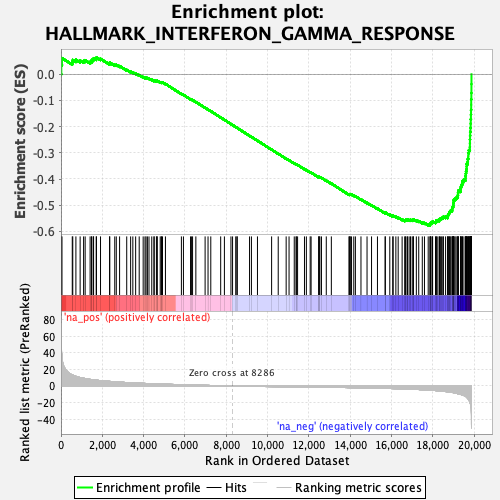 Enrichment plot:
HALLMARK_INTERFERON_GAMMA_RESPONSE
Enrichment score (ES)
0.0
-0.1
-0.2
-0.3
-0.4
-0.5
-0.6
'na_pos' (positively correlated)
Ranked list metric (PreRanked)
80
60
40
20
0
-20
-40
Zero cross at 8286
'na_neg' (negatively correlated)
0
2,000
4,000
6,000
8,000
10,000
12,000
14,000
16,000
18,000
20,000
Rank in Ordered Dataset
Enrichment profile
Hits
Ranking metric scores